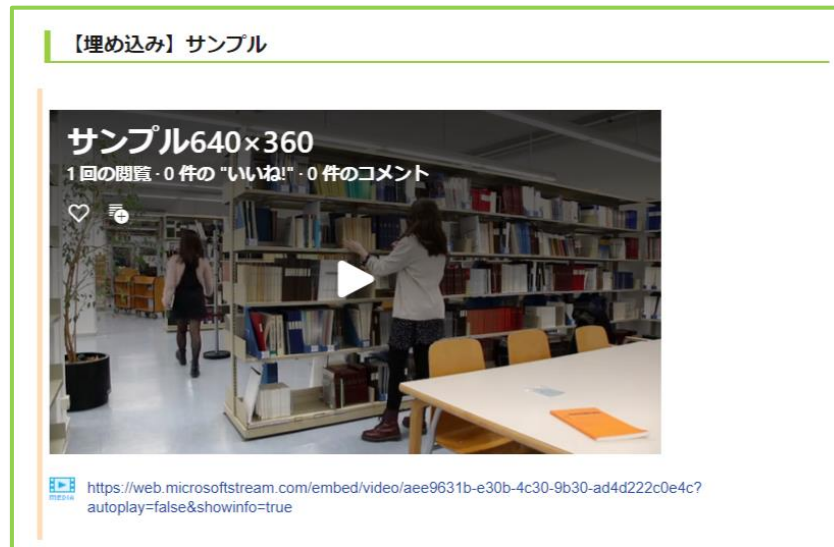 【埋め込み】サンプル
サンプル640×360
1 回の閲覧 · 0 件の "いいね!" · 0 件のコメント
MEDIA
https://web.microsoftstream.com/embed/video/aee9631b-e30b-4c30-9b30-ad4d222c0e4c?
autoplay=false&showinfo=true